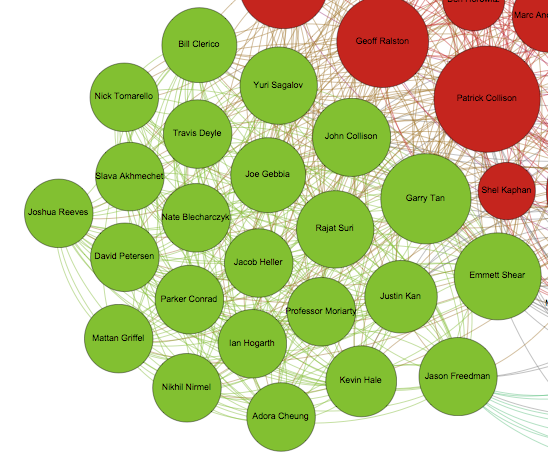 Geoff Ralston
Marc An
Bill Clerico
Yuri Sagalov
Nick Tomarello
Patrick Collison
Travis Deyle
John Collison
Slava Akhmechet
Joe Gebbia
Shel Kaphan
Garry Tan
Joshua Reeves
Nate Blecharczyk
Rajat Suri
David Petersen
Jacob Heller
Emmett Shear
Parker Conrad
Justin Kan
Professor Moriarty
Mattan Griffel
Ian Hogarth
Nikhil Nirmel
Kevin Hale
Jason Freedman
Adora Cheung